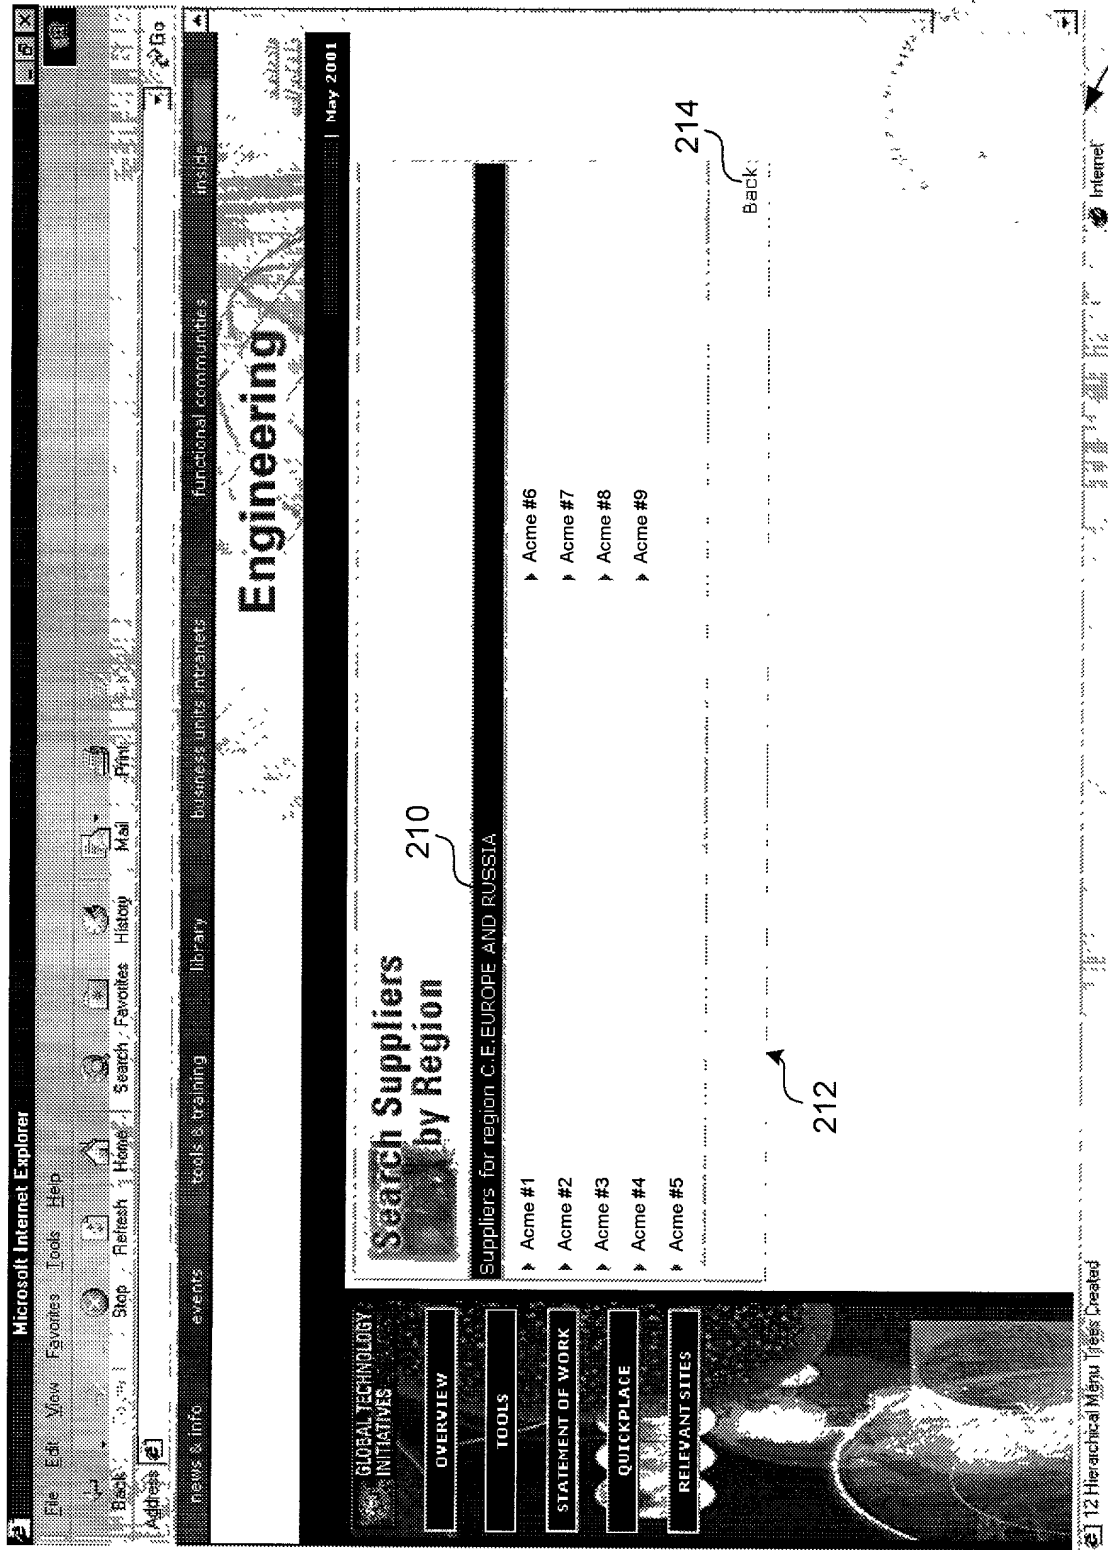 Microsoft Internet Explorer
File Edit View Favorites Tools Help
Back Stop Refresh Home Search Favorites History Mail Print
Address Go
news & info events tools & training library business units intranets functional communities inside
Engineering
May 2001
GLOBAL TECHNOLOGY
INITIATIVES
OVERVIEW
TOOLS
STATEMENT OF WORK
QUICKPLACE
RELEVANT SITES
Search Suppliers
by Region
210
Suppliers for region C.E.EUROPE AND RUSSIA
Acme #1
Acme #2
Acme #3
Acme #4
Acme #5
Acme #6
Acme #7
Acme #8
Acme #9
214
Back
212
12 Hierarchical Menu Trees Created
Internet